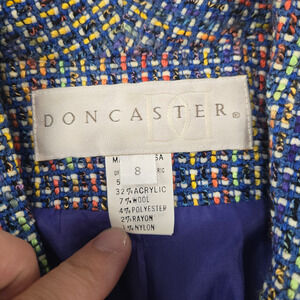 DONCASTER®
8
32% ACRYLIC
7% WOOL
4% POLYESTER
2% RAYON
1% NYLON